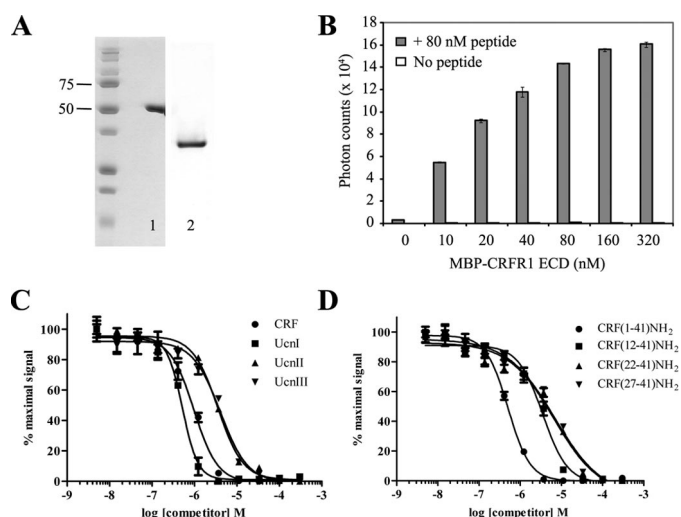 A
75
50
1
2
B
+ 80 nM peptide
No peptide
Photon counts (x 10⁴)
18
16
14
12
10
8
6
4
2
0
0 10 20 40 80 160 320
MBP-CRFR1 ECD (nM)
C
CRF
UcnI
UcnII
UcnIII
% maximal signal
100
80
60
40
20
0
-9 -8 -7 -6 -5 -4 -3
log [competitor] M
D
CRF(1-41)NH₂
CRF(12-41)NH₂
CRF(22-41)NH₂
CRF(27-41)NH₂
% maximal signal
100
80
60
40
20
0
-9 -8 -7 -6 -5 -4 -3
log [competitor] M